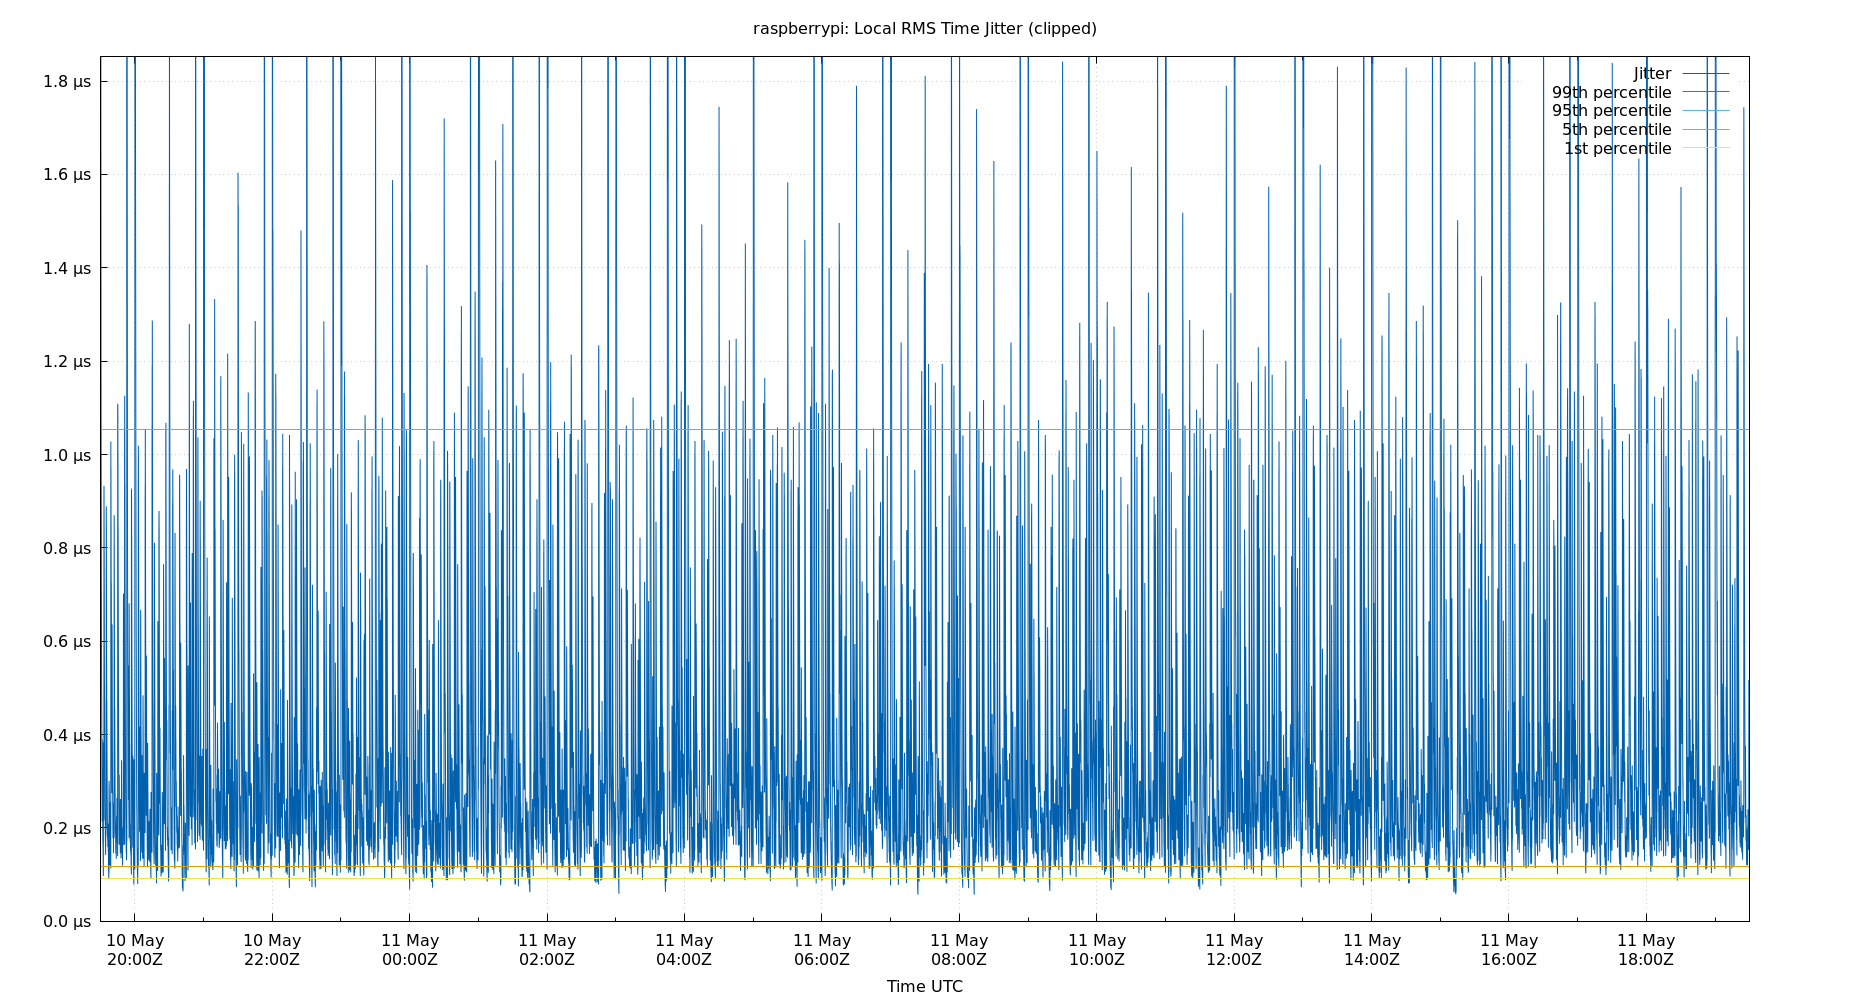 raspberrypi: Local RMS Time Jitter (clipped)
1.8 µs
1.6 µs
1.4 µs
1.2 µs
1.0 µs
0.8 µs
0.6 µs
0.4 µs
0.2 µs
0.0 µs
Jitter
99th percentile
95th percentile
5th percentile
1st percentile
10 May 10 May 11 May 11 May 11 May 11 May 11 May 11 May 11 May 11 May 11 May 11 May
20:00Z 22:00Z 00:00Z 02:00Z 04:00Z 06:00Z 08:00Z 10:00Z 12:00Z 14:00Z 16:00Z 18:00Z
Time UTC